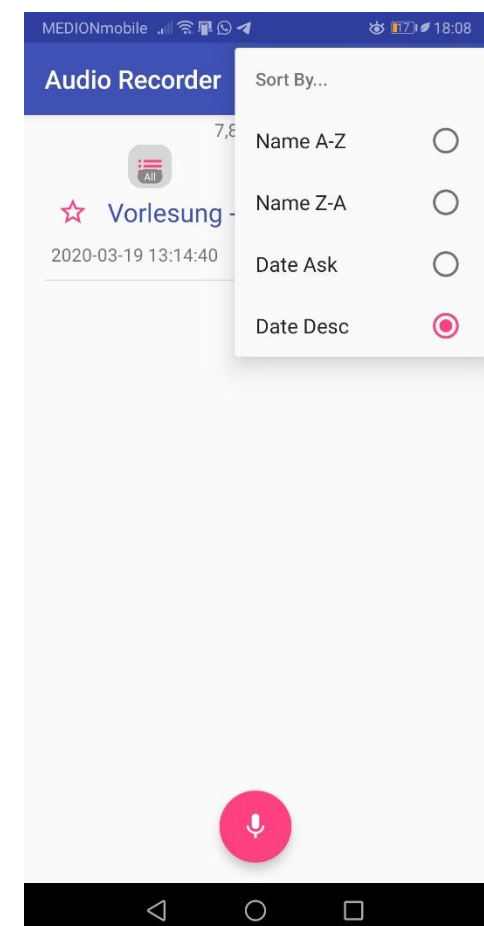 MEDIONmobile 17 18:08
Audio Recorder
Sort By...
7,8
Name A-Z
All
Name Z-A
Vorlesung -
2020-03-19 13:14:40
Date Ask
Date Desc